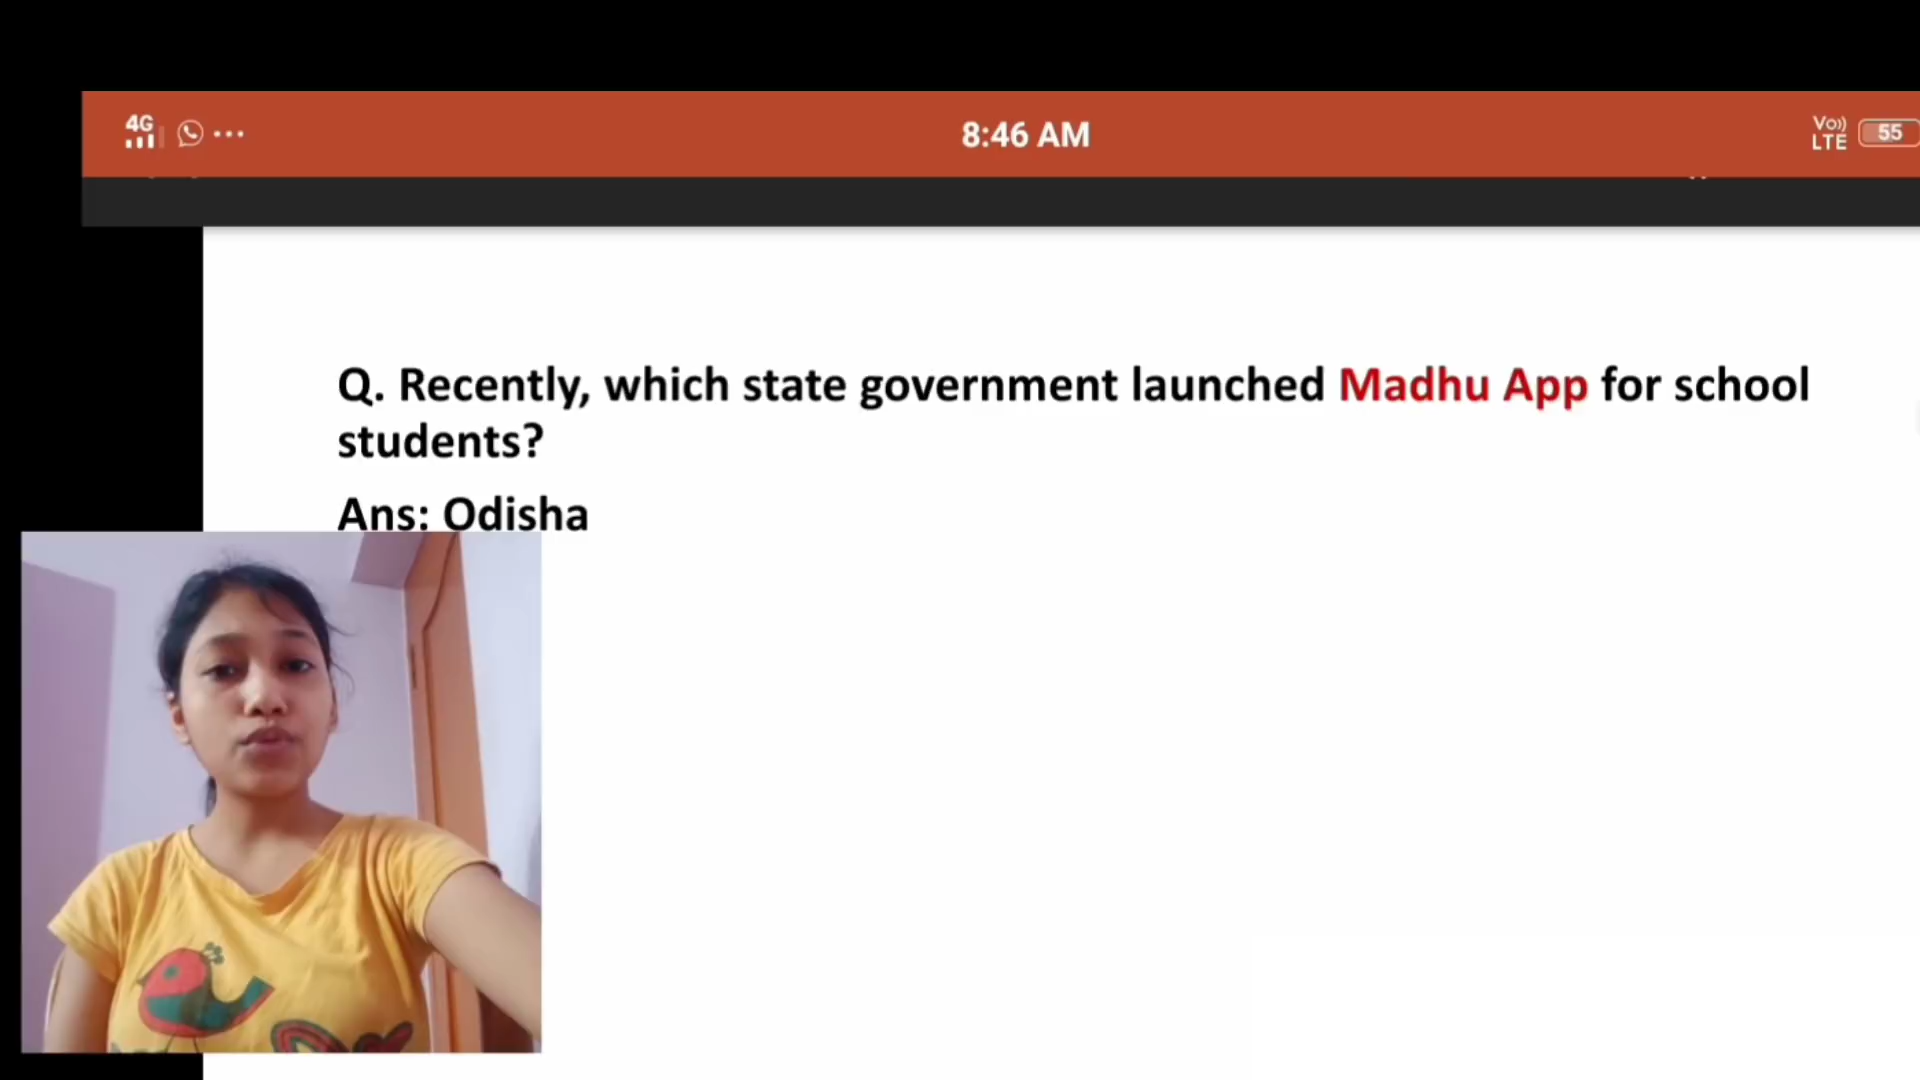 4G 8:46 AM Vo)) LTE 55
Q. Recently, which state government launched Madhu App for school
students?
Ans: Odisha